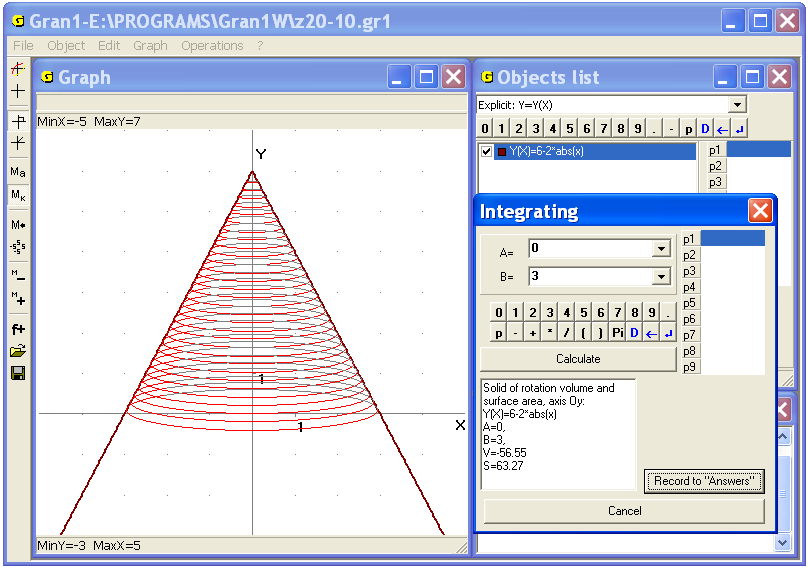 Gran1-E:\PROGRAMS\Gran1W\z20-10.gr1
File Object Edit Graph Operations ?
Graph
MinX=-5 MaxY=7
Y
1
1
X
MinY=-3 MaxX=5
Ma
Mк
M
M
M
f+
Objects list
Explicit: Y=Y(X)
0 1 2 3 4 5 6 7 8 9 . - p D ← ↵
Y(X)=6-2*abs(x)
p1
p2
p3
Integrating
A= 0
B= 3
0 1 2 3 4 5 6 7 8 9 .
p - + * / ( ) Pi D ← ↵
Calculate
p1
p2
p3
p4
p5
p6
p7
p8
p9
Solid of rotation volume and
surface area, axis Oy:
Y(X)=6-2*abs(x)
A=0,
B=3,
V=-56.55
S=63.27
Record to "Answers"
Cancel